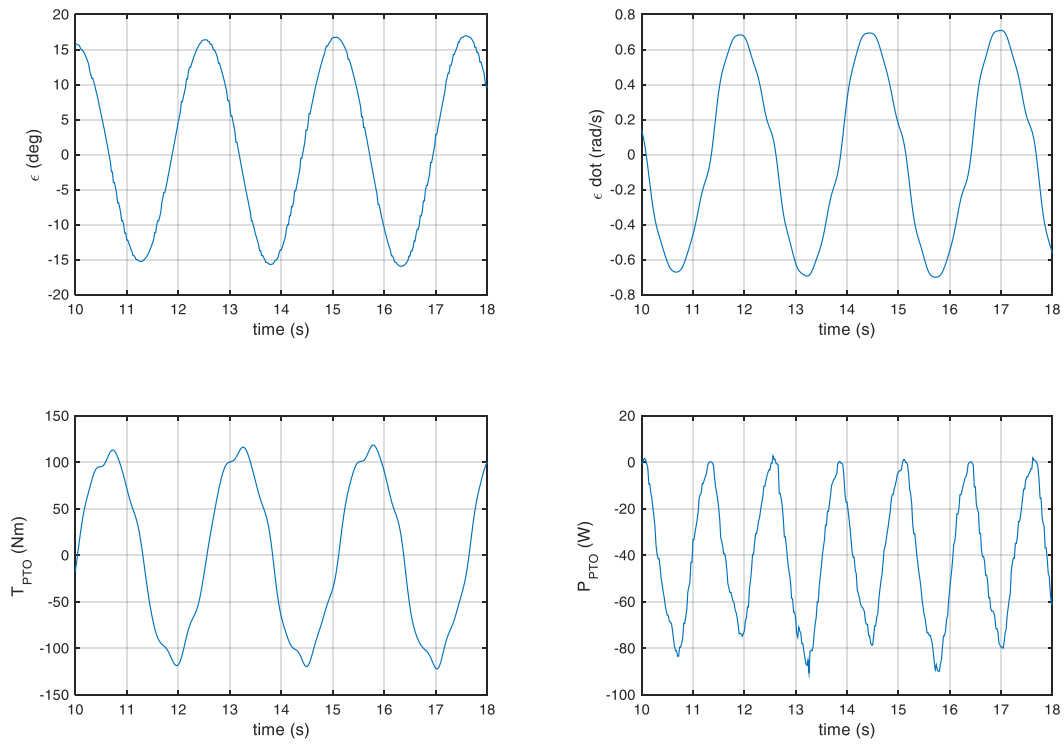 20
15
10
5
0
-5
-10
-15
-20
ϵ (deg)
10 11 12 13 14 15 16 17 18
time (s)
0.8
0.6
0.4
0.2
0
-0.2
-0.4
-0.6
-0.8
ϵ dot (rad/s)
10 11 12 13 14 15 16 17 18
time (s)
150
100
50
0
-50
-100
-150
T_PTO (Nm)
10 11 12 13 14 15 16 17 18
time (s)
20
0
-20
-40
-60
-80
-100
P_PTO (W)
10 11 12 13 14 15 16 17 18
time (s)